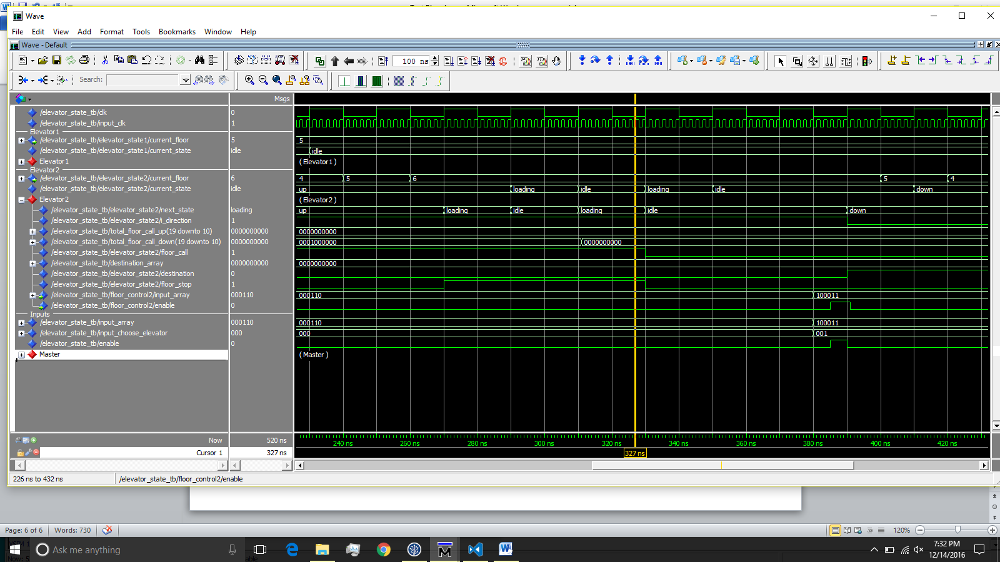 Wave
File Edit View Add Format Tools Bookmarks Window Help
Wave - Default
100 ns
Search:
Msgs
/elevator_state_tb/clk 0
/elevator_state_tb/input_clk 1
Elevator1
/elevator_state_tb/elevator_state1/current_floor 5 5
/elevator_state_tb/elevator_state1/current_state idle idle
Elevator1 (Elevator1)
Elevator2
/elevator_state_tb/elevator_state2/current_floor 6 4 5 6 5 4
/elevator_state_tb/elevator_state2/current_state idle up loading idle loading idle down
Elevator2 (Elevator2)
/elevator_state_tb/elevator_state2/next_state loading up loading idle loading idle down
/elevator_state_tb/elevator_state2/i_direction 1
/elevator_state_tb/total_floor_call_up(19 downto 10) 0000000000 0000000000
/elevator_state_tb/total_floor_call_down(19 downto 10) 0000000000 0001000000 0000000000
/elevator_state_tb/elevator_state2/floor_call 1
/elevator_state_tb/destination_array 0000000000 0000000000
/elevator_state_tb/elevator_state2/destination 0
/elevator_state_tb/elevator_state2/floor_stop 1
/elevator_state_tb/floor_control2/input_array 000110 000110 100011
/elevator_state_tb/floor_control2/enable 0
Inputs
/elevator_state_tb/input_array 000110 000110 100011
/elevator_state_tb/input_choose_elevator 000 000 001
/elevator_state_tb/enable 0
Master (Master)
Now 520 ns 240 ns 260 ns 280 ns 300 ns 320 ns 340 ns 360 ns 380 ns 400 ns 420 ns
Cursor 1 327 ns 327 ns
226 ns to 432 ns /elevator_state_tb/floor_control2/enable
Page: 6 of 6 Words: 730 120%
Ask me anything
7:32 PM
12/14/2016